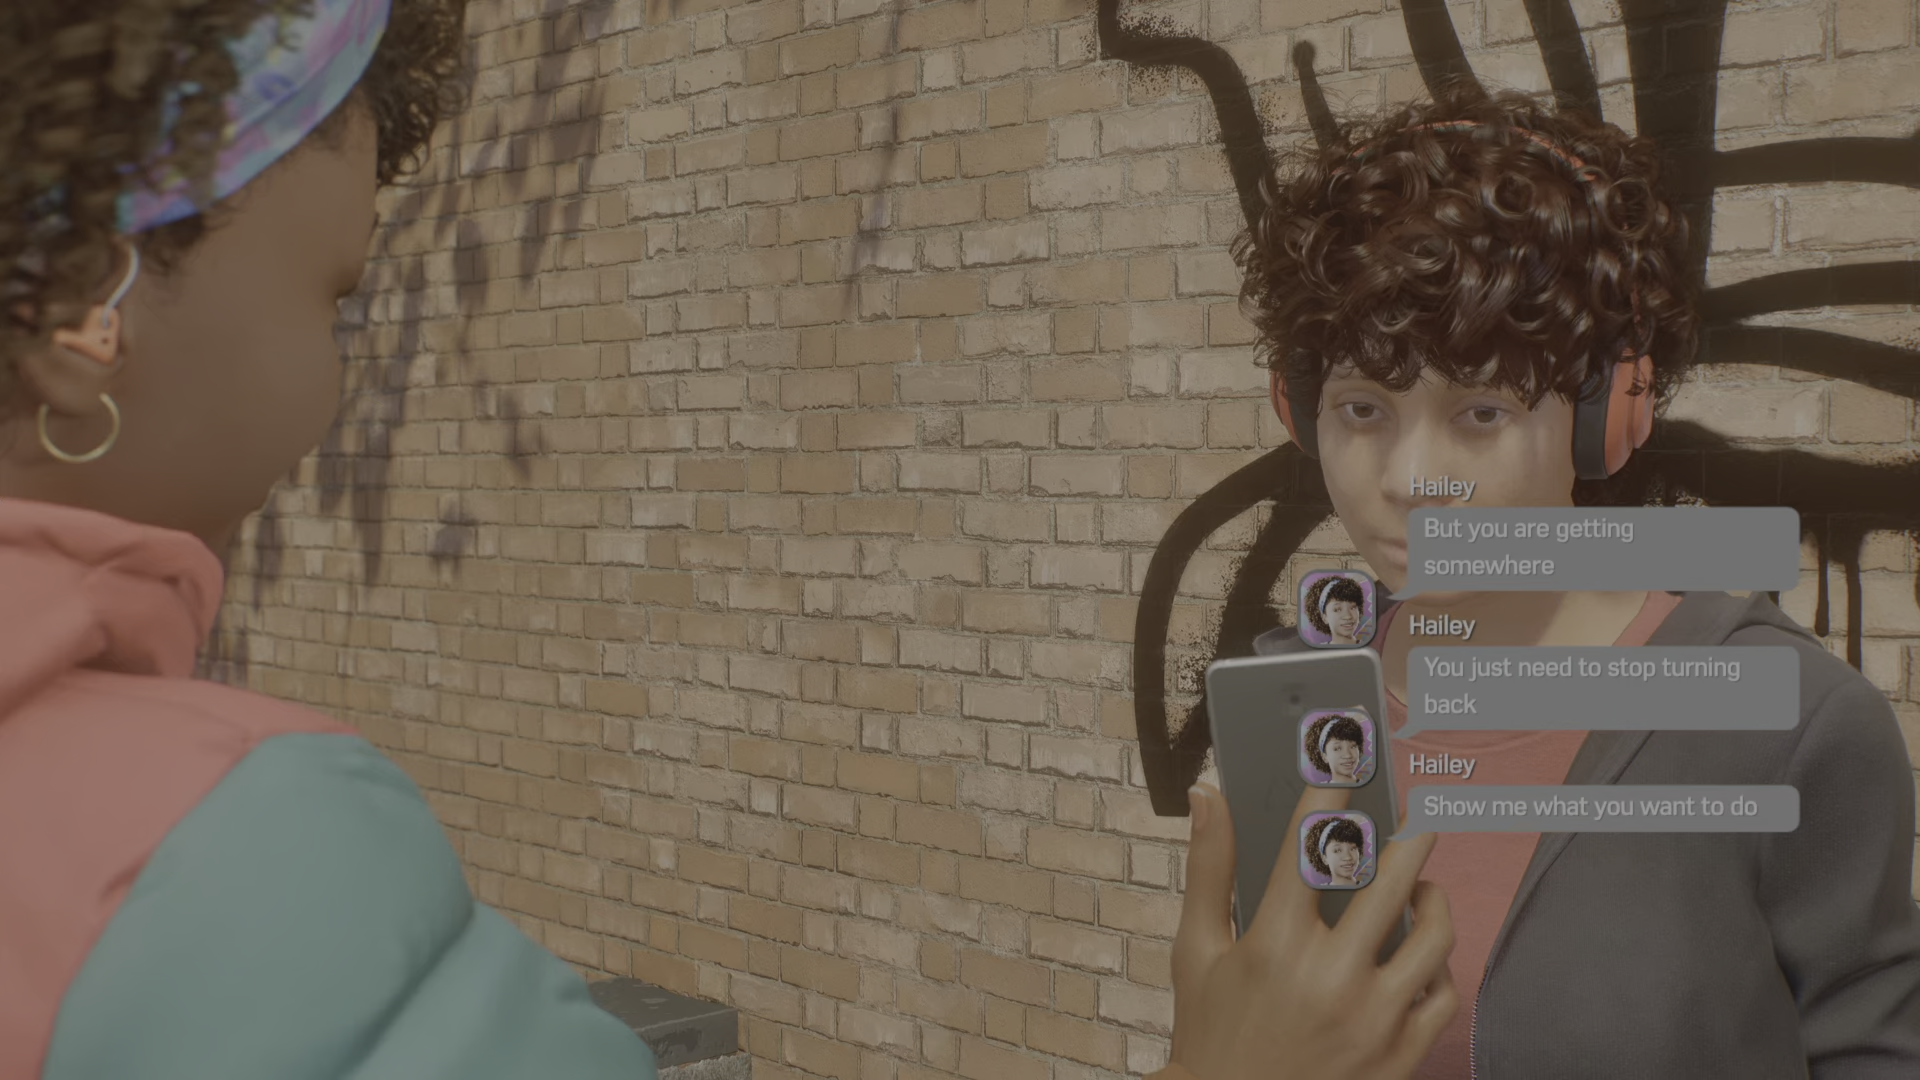 Hailey
But you are getting
somewhere
Hailey
You just need to stop turning
back
Hailey
Show me what you want to do